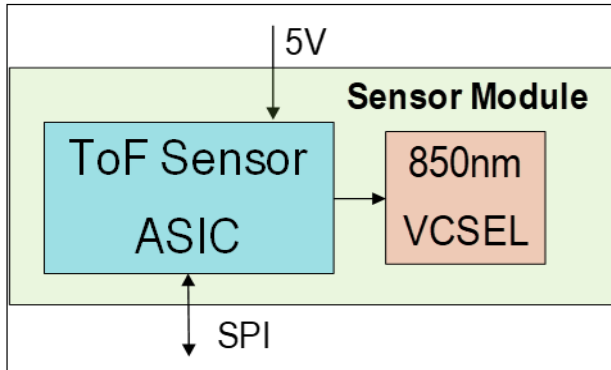 5V
Sensor Module
ToF Sensor
ASIC
850nm
VCSEL
SPI